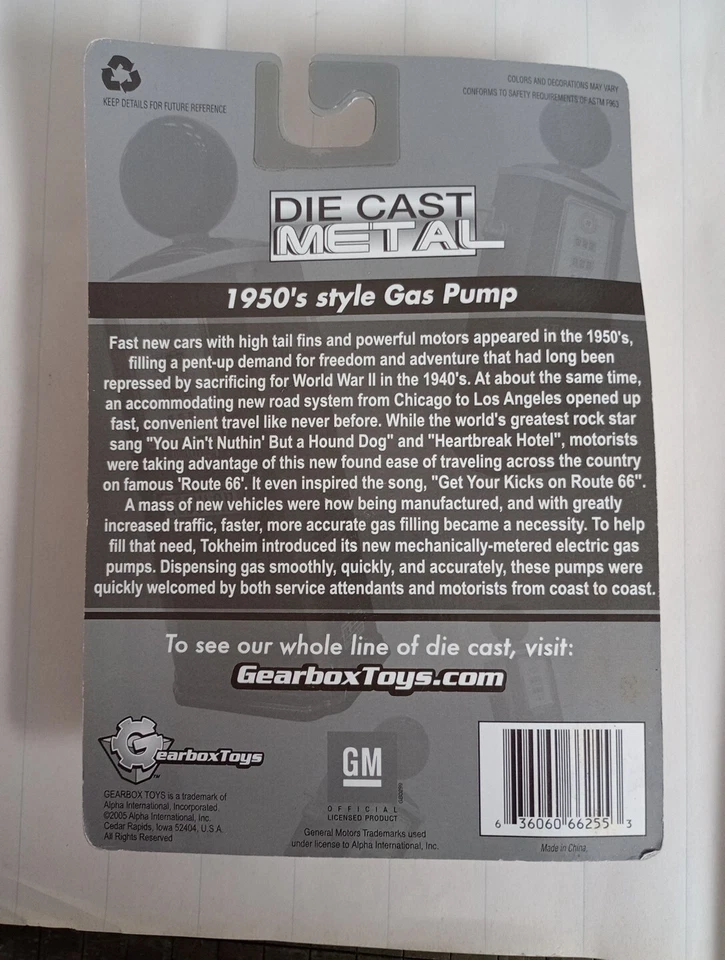 KEEP DETAILS FOR FUTURE REFERENCE
COLORS AND DECORATIONS MAY VARY
CONFORMS TO SAFETY REQUIREMENTS OF ASTM F963
DIE CAST
METAL
1950's style Gas Pump
Fast new cars with high tail fins and powerful motors appeared in the 1950's,
filling a pent-up demand for freedom and adventure that had long been
repressed by sacrificing for World War II in the 1940's. At about the same time,
an accommodating new road system from Chicago to Los Angeles opened up
fast, convenient travel like never before. While the world's greatest rock star
sang "You Ain't Nuthin' But a Hound Dog" and "Heartbreak Hotel", motorists
were taking advantage of this new found ease of traveling across the country
on famous 'Route 66'. It even inspired the song, "Get Your Kicks on Route 66".
A mass of new vehicles were how being manufactured, and with greatly
increased traffic, faster, more accurate gas filling became a necessity. To help
fill that need, Tokheim introduced its new mechanically-metered electric gas
pumps. Dispensing gas smoothly, quickly, and accurately, these pumps were
quickly welcomed by both service attendants and motorists from coast to coast.
To see our whole line of die cast, visit:
GearboxToys.com
GearboxToys
TM
GEARBOX TOYS is a trademark of
Alpha International, Incorporated.
©2005 Alpha International, Inc.
Cedar Rapids, Iowa 52404, U.S.A.
All Rights Reserved
GM
OFFICIAL
LICENSED PRODUCT
General Motors Trademarks used
under license to Alpha International, Inc.
6 36060 66255 3
Made in China